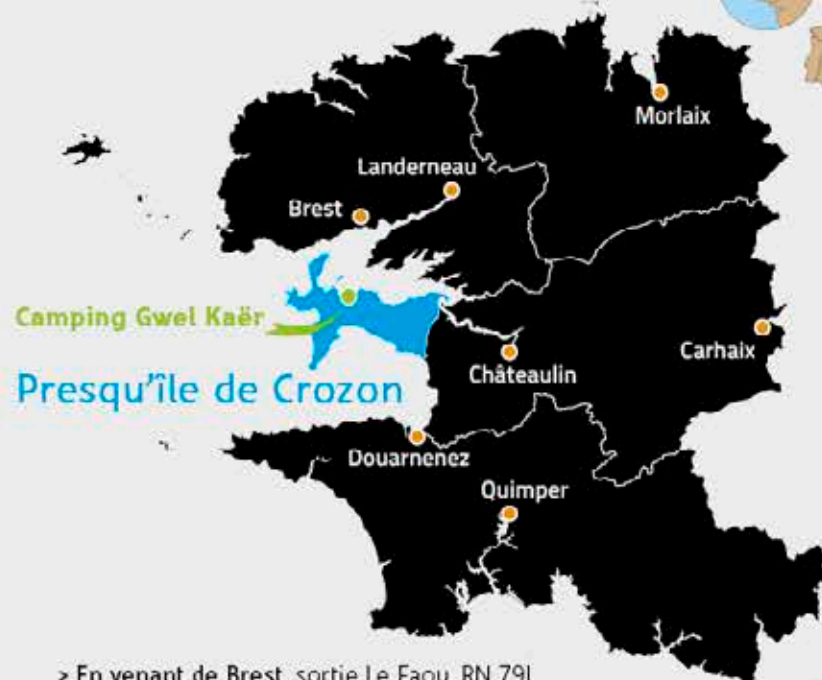 Morlaix
Landerneau
Brest
Camping Gwel Kaër
Carhaix
Châteaulin
Presqu'île de Crozon
Douarnenez
Quimper
> En venant de Brest, sortie Le Faou, RN 791